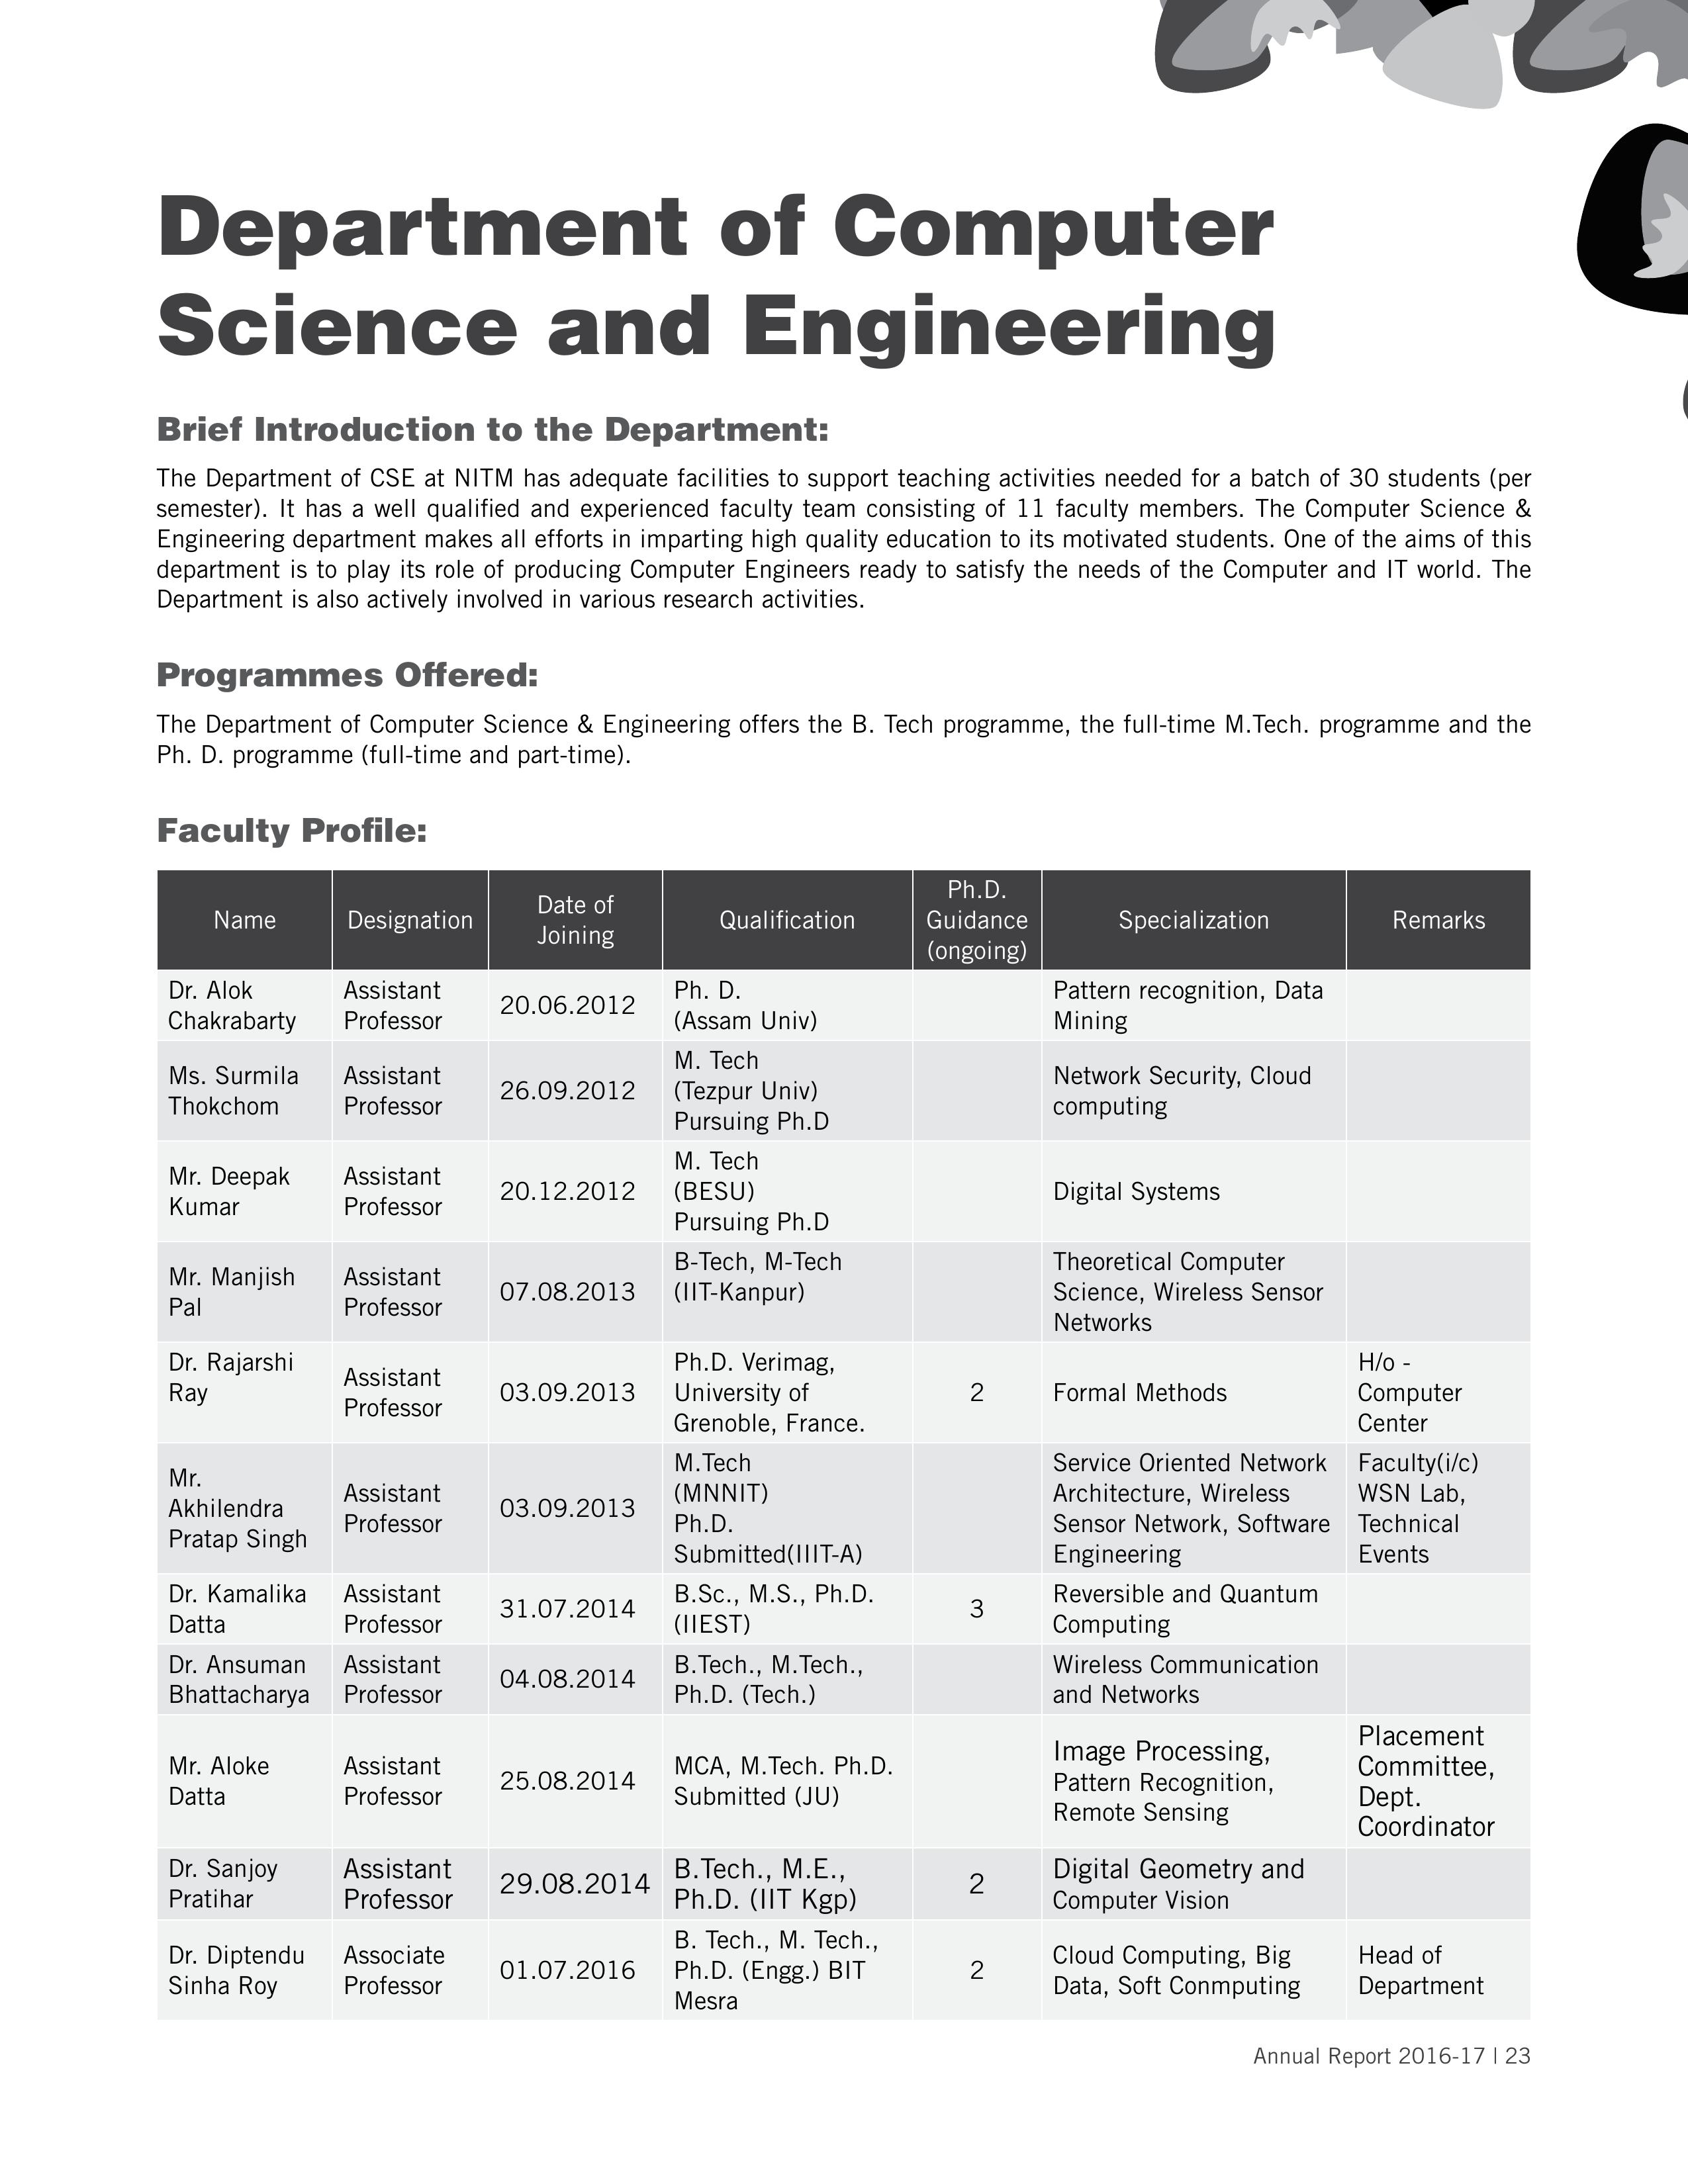 Department of Computer
Science and Engineering
Brief Introduction to the Department:
The Department of CSE at NITM has adequate facilities to support teaching activities needed for a batch of 30 students (per
semester). It has a well qualified and experienced faculty team consisting of 11 faculty members. The Computer Science &
Engineering department makes all efforts in imparting high quality education to its motivated students. One of the aims of this
department is to play its role of producing Computer Engineers ready to satisfy the needs of the Computer and IT world. The
Department is also actively involved in various research activities.
Programmes Offered:
The Department of Computer Science & Engineering offers the B. Tech programme, the full-time M.Tech. programme and the
Ph. D. programme (full-time and part-time).
Faculty Profile:
Name
Designation
Date of
Joining
Qualification
Ph.D.
Guidance
(ongoing)
Specialization
Remarks
Dr. Alok
Chakrabarty
Assistant
Professor
20.06.2012
Ph. D.
(Assam Univ)
Pattern recognition, Data
Mining
Ms. Surmila
Thokchom
Assistant
Professor
26.09.2012
M. Tech
(Tezpur Univ)
Pursuing Ph.D
Network Security, Cloud
computing
Mr. Deepak
Kumar
Assistant
Professor
20.12.2012
M. Tech
(BESU)
Pursuing Ph.D
Digital Systems
Mr. Manjish
Pal
Assistant
Professor
07.08.2013
B-Tech, M-Tech
(IIT-Kanpur)
Theoretical Computer
Science, Wireless Sensor
Networks
Dr. Rajarshi
Ray
Assistant
Professor
03.09.2013
Ph.D. Verimag,
University of
Grenoble, France.
2
Formal Methods
H/o -
Computer
Center
Mr.
Akhilendra
Pratap Singh
Assistant
Professor
03.09.2013
M.Tech
(MNNIT)
Ph.D.
Submitted(IIIT-A)
Service Oriented Network
Architecture, Wireless
Sensor Network, Software
Engineering
Faculty(i/c)
WSN Lab,
Technical
Events
Dr. Kamalika
Datta
Assistant
Professor
31.07.2014
B.Sc., M.S., Ph.D.
(IIEST)
3
Reversible and Quantum
Computing
Dr. Ansuman
Bhattacharya
Assistant
Professor
04.08.2014
B.Tech., M.Tech.,
Ph.D. (Tech.)
Wireless Communication
and Networks
Mr. Aloke
Datta
Assistant
Professor
25.08.2014
MCA, M.Tech. Ph.D.
Submitted (JU)
Image Processing,
Pattern Recognition,
Remote Sensing
Placement
Committee,
Dept.
Coordinator
Dr. Sanjoy
Pratihar
Assistant
Professor
29.08.2014
B.Tech., M.E.,
Ph.D. (IIT Kgp)
2
Digital Geometry and
Computer Vision
Dr. Diptendu
Sinha Roy
Associate
Professor
01.07.2016
B. Tech., M. Tech.,
Ph.D. (Engg.) BIT
Mesra
2
Cloud Computing, Big
Data, Soft Conmputing
Head of
Department
Annual Report 2016-17 | 23